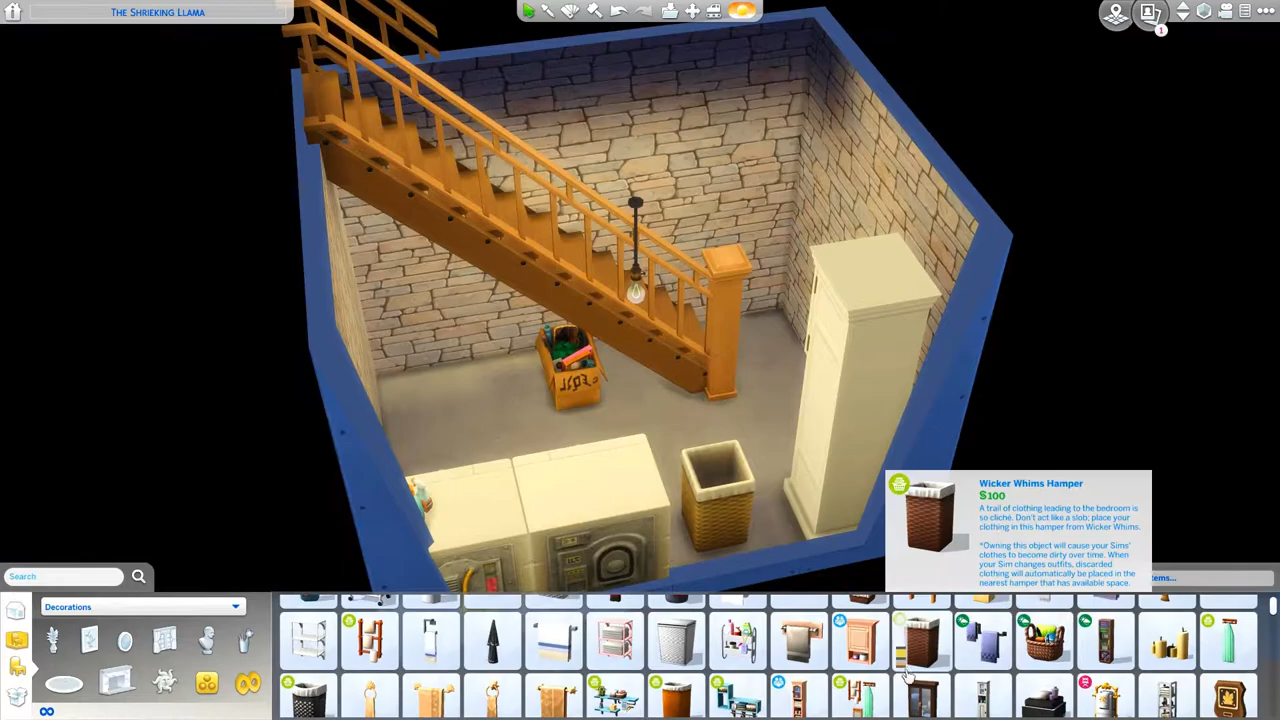 THE SHRIEKING LLAMA
1
Wicker Whims Hamper
$100
A trail of clothing leading to the bedroom is
so cliché. Don't act like a slob; place your
clothing in this hamper from Wicker Whims.
*Owning this object will cause your Sims'
clothes to become dirty over time. When
your Sim changes outfits, discarded
clothing will automatically be placed in the
nearest hamper that has available space.
Search
Items...
Decorations